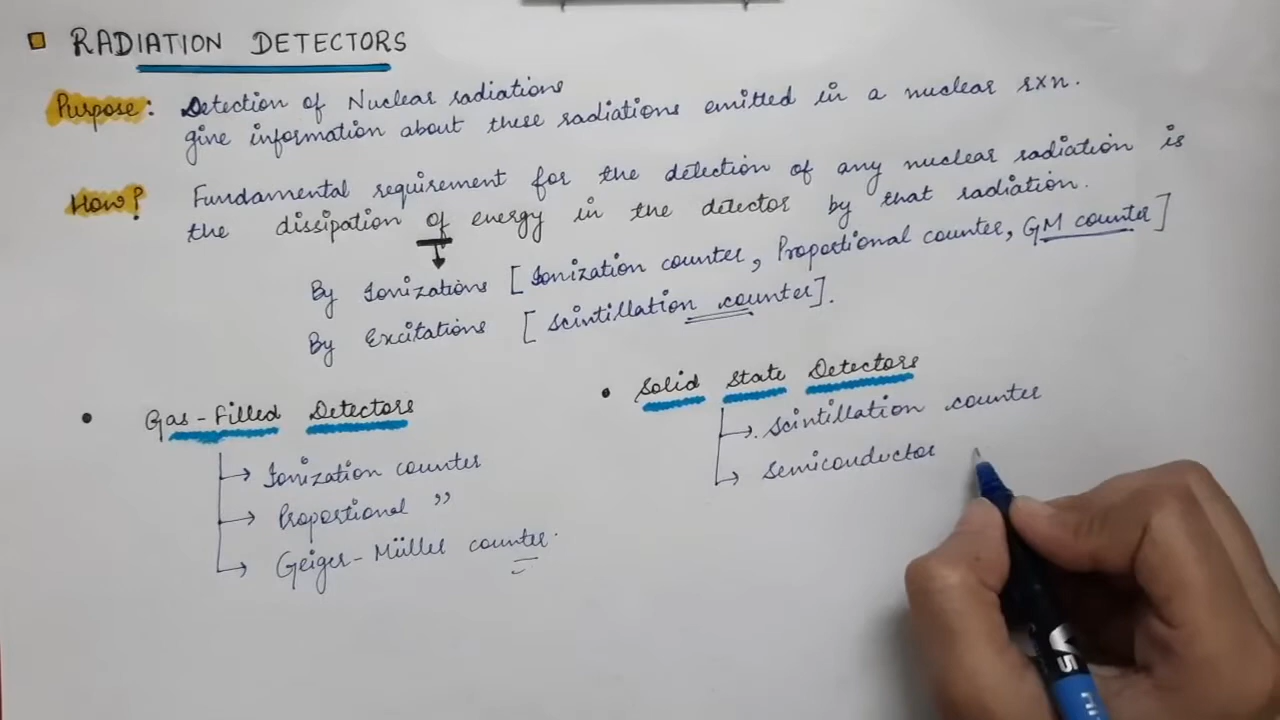 RADIATION DETECTORS
Purpose: Detection of Nuclear radiations
give information about these radiations emitted in a nuclear rxn.
How? Fundamental requirement for the detection of any nuclear radiation is
the dissipation of energy in the detector by that radiation.
By Ionizations [Ionization counter, Proportional counter, GM counter]
By Excitations [scintillation counter].
• Gas-filled Detectors
Ionization counter
Proportional "
Geiger-Müller counter.
• Solid State Detectors
Scintillation counter
Semiconductor
V5